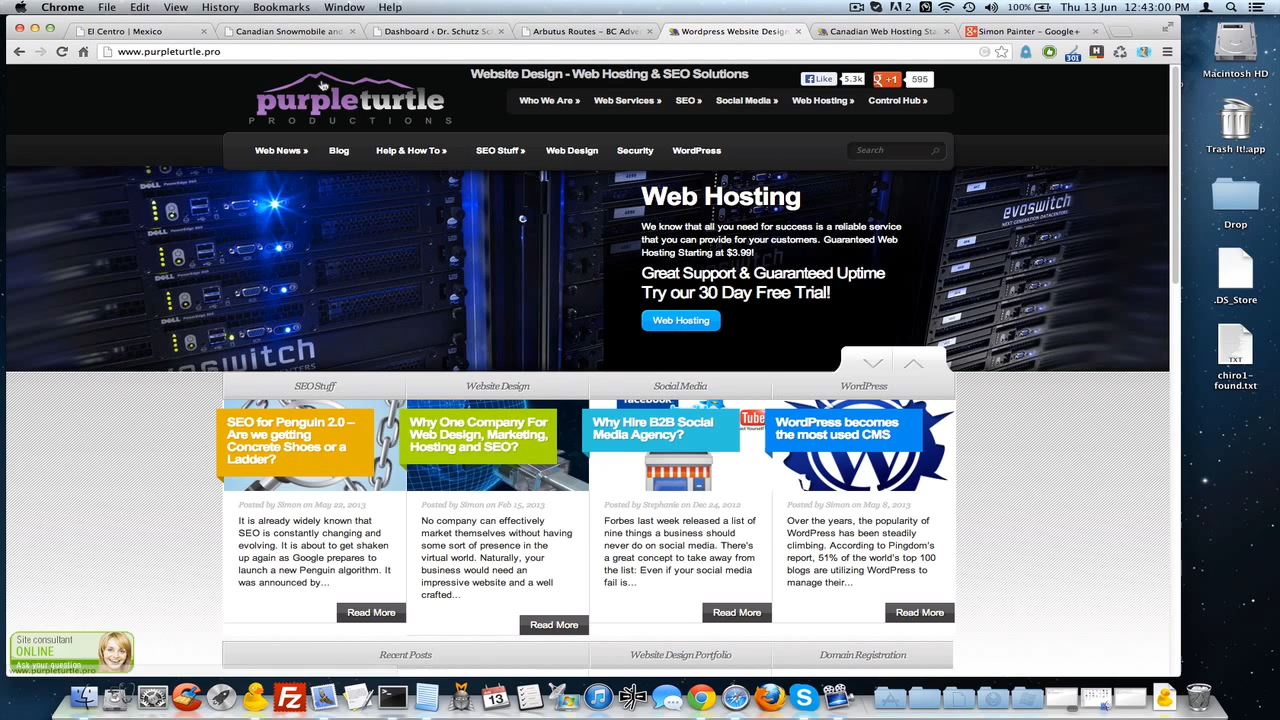 Chrome File Edit View History Bookmarks Window Help
2 100% Thu 13 Jun 12:43:00 PM
El Centro | Mexico
Canadian Snowmobile and
Dashboard ‹ Dr. Schutz Sc
Arbutus Routes – BC Adve
Wordpress Website Design
Canadian Web Hosting Sta
Simon Painter – Google+
www.purpleturtle.pro
301
Macintosh HD
Trash It!.app
Drop
.DS_Store
TXT
chiro1-
found.txt
purpleturtle
PRODUCTIONS
Website Design - Web Hosting & SEO Solutions
Like 5.3k +1 595
Who We Are » Web Services » SEO » Social Media » Web Hosting » Control Hub »
Web News » Blog Help & How To » SEO Stuff » Web Design Security WordPress
Search
DELL
evoswitch
evoswitch
Web Hosting
We know that all you need for success is a reliable service
that you can provide for your customers. Guaranteed Web
Hosting Starting at $3.99!
Great Support & Guaranteed Uptime
Try our 30 Day Free Trial!
Web Hosting
SEO Stuff
Website Design
Social Media
WordPress
SEO for Penguin 2.0 –
Are we getting
Concrete Shoes or a
Ladder?
Posted by Simon on May 22, 2013
It is already widely known that
SEO is constantly changing and
evolving. It is about to get shaken
up again as Google prepares to
launch a new Penguin algorithm. It
was announced by...
Read More
Why One Company For
Web Design, Marketing,
Hosting and SEO?
Posted by Simon on Feb 15, 2013
No company can effectively
market themselves without having
some sort of presence in the
virtual world. Naturally, your
business would need an
impressive website and a well
crafted...
Read More
facebook
You
Tube
Why Hire B2B Social
Media Agency?
Posted by Stephanie on Dec 24, 2012
Forbes last week released a list of
nine things a business should
never do on social media. There's
a great concept to take away from
the list: Even if your social media
fail is...
Read More
WordPress becomes
the most used CMS
Posted by Simon on May 8, 2013
Over the years, the popularity of
WordPress has been steadily
climbing. According to Pingdom's
report, 51% of the world's top 100
blogs are utilizing WordPress to
manage their...
Read More
Recent Posts
Website Design Portfolio
Domain Registration
Site consultant
ONLINE
Ask your question
www.purpleturtle.pro
13